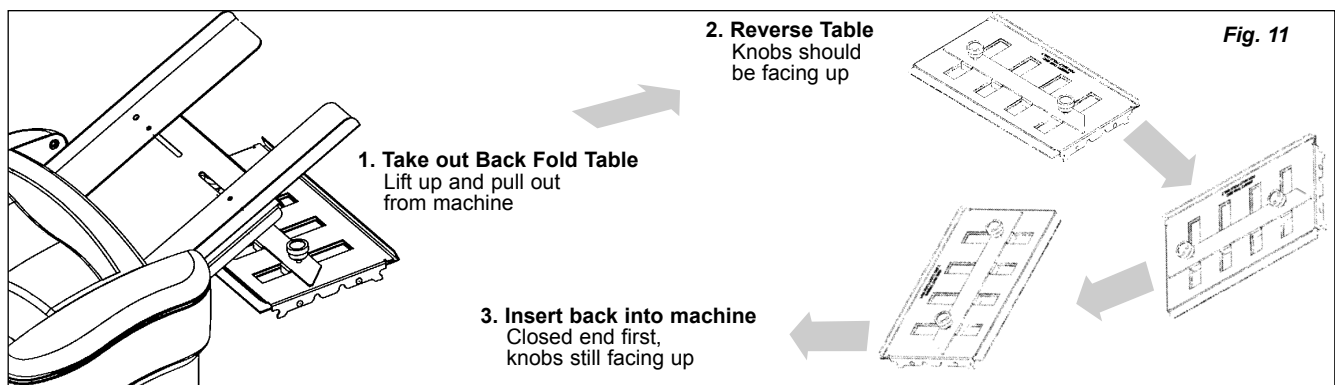 2. Reverse Table
Knobs should
be facing up
Fig. 11
1. Take out Back Fold Table
Lift up and pull out
from machine
3. Insert back into machine
Closed end first,
knobs still facing up